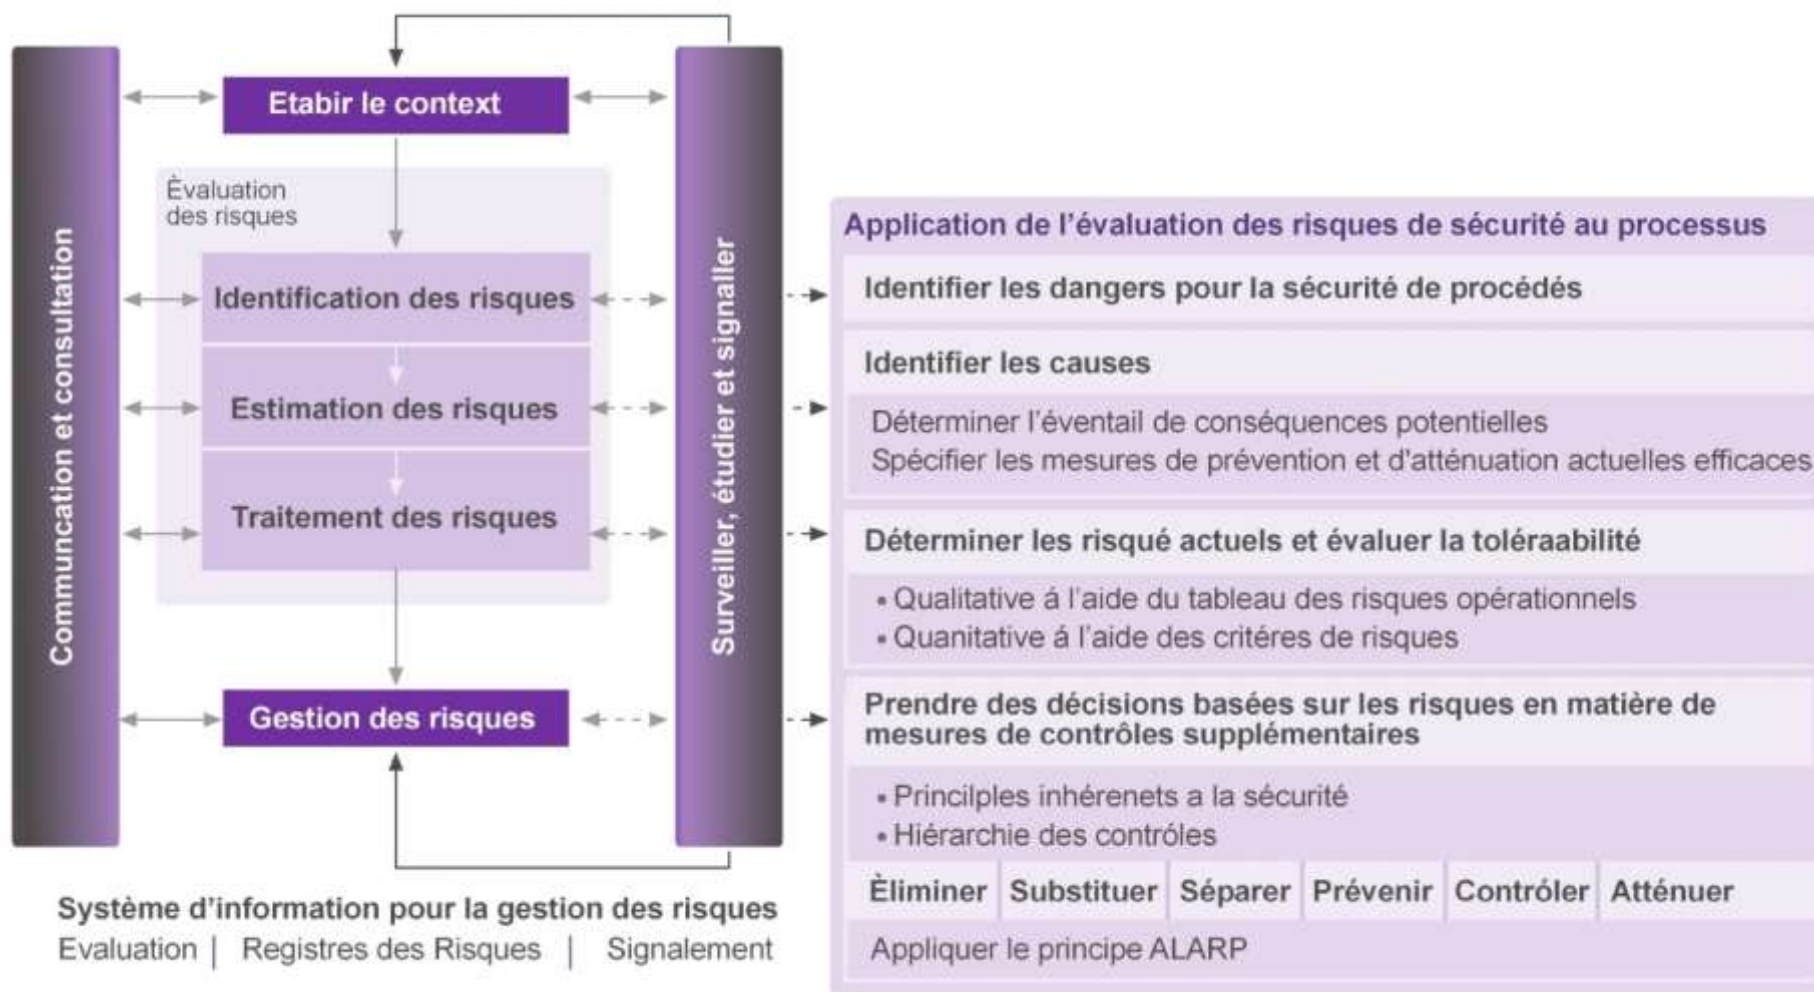 Communcation et consultation
Etabir le context
Èvaluation
des risques
Identification des risques
Estimation des risques
Traitement des risques
Gestion des risques
Surveiller, étudier et signaller
Système d'information pour la gestion des risques
Evaluation | Registres des Risques | Signalement
Application de l'évaluation des risques de sécurité au processus
Identifier les dangers pour la sécurité de procédés
Identifier les causes
Déterminer l'éventail de conséquences potentielles
Spécifier les mesures de prévention et d'atténuation actuelles efficaces
Déterminer les risqué actuels et évaluer la toléraabilité
• Qualitative á l'aide du tableau des risques opérationnels
• Quanitative á l'aide des critéres de risques
Prendre des décisions basées sur les risques en matière de
mesures de contrôles supplémentaires
• Princilples inhérenets a la sécurité
• Hiérarchie des contróles
Èliminer Substituer Séparer Prévenir Contróler Atténuer
Appliquer le principe ALARP